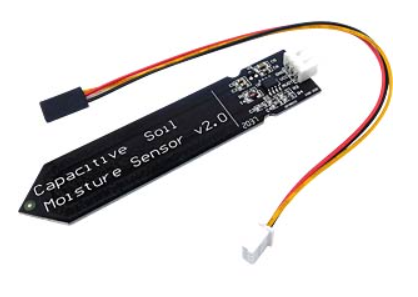 Capacitive Soil
Moisture Sensor v2.0